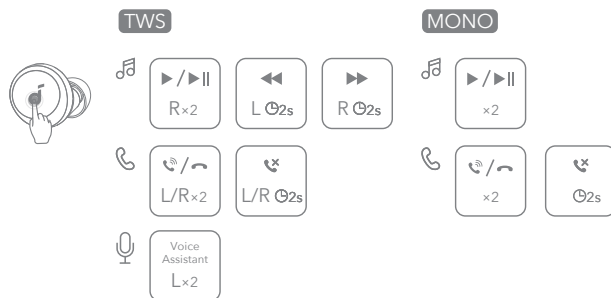 TWS
R×2
L 2s
R 2s
L/R×2
L/R 2s
Voice
Assistant
L×2
MONO
×2
×2
2s